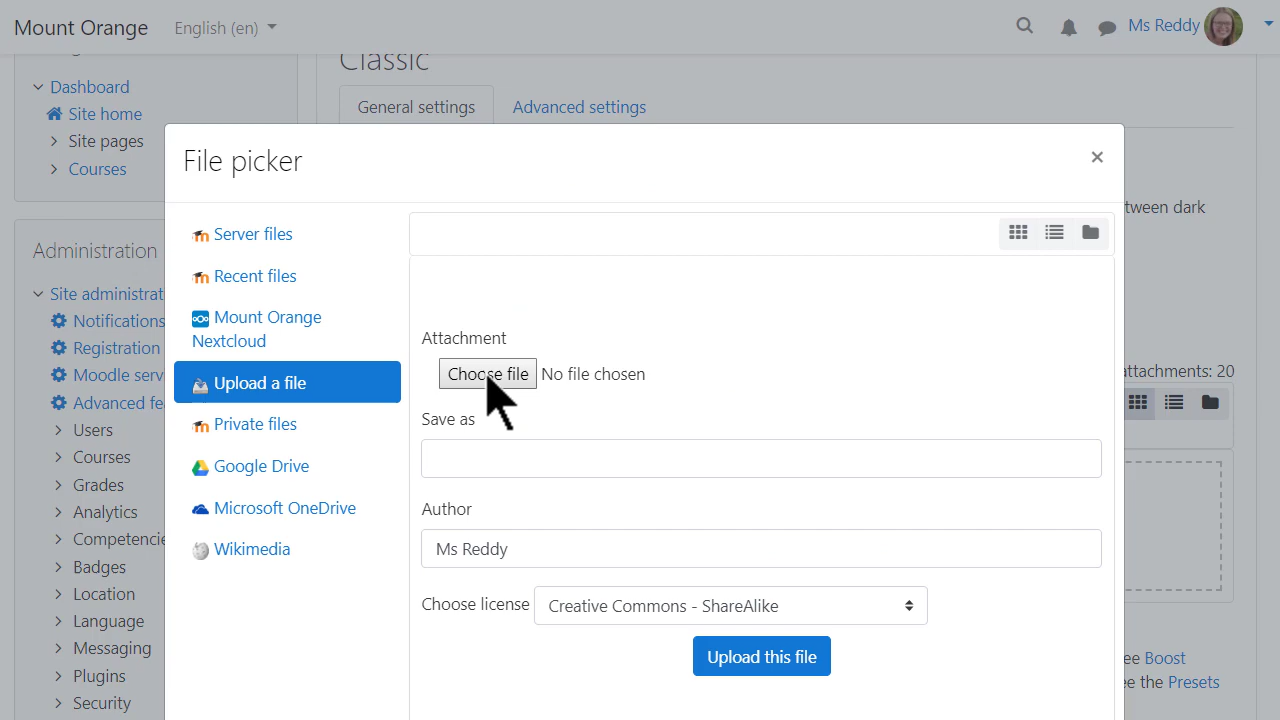 Mount Orange
English (en)
Ms Reddy
Classic
Dashboard
Site home
Site pages
Courses
General settings
Advanced settings
tween dark
Administration
Site administrat
Notifications
Registration
Moodle serv
Advanced fe
Users
Courses
Grades
Analytics
Competencie
Badges
Location
Language
Messaging
Plugins
Security
File picker
Server files
Recent files
Mount Orange
Nextcloud
Upload a file
Private files
Google Drive
Microsoft OneDrive
Wikimedia
Attachment
Choose file No file chosen
Save as
Author
Ms Reddy
Choose license Creative Commons - ShareAlike
Upload this file
attachments: 20
ee Boost
ee the Presets